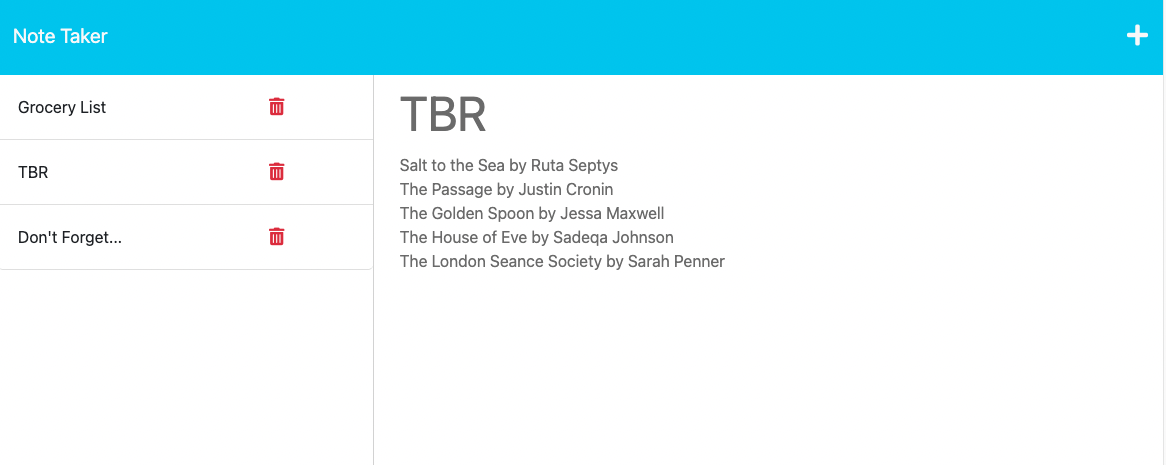 Note Taker
Grocery List
TBR
Don't Forget...
TBR
Salt to the Sea by Ruta Septys
The Passage by Justin Cronin
The Golden Spoon by Jessa Maxwell
The House of Eve by Sadeqa Johnson
The London Seance Society by Sarah Penner